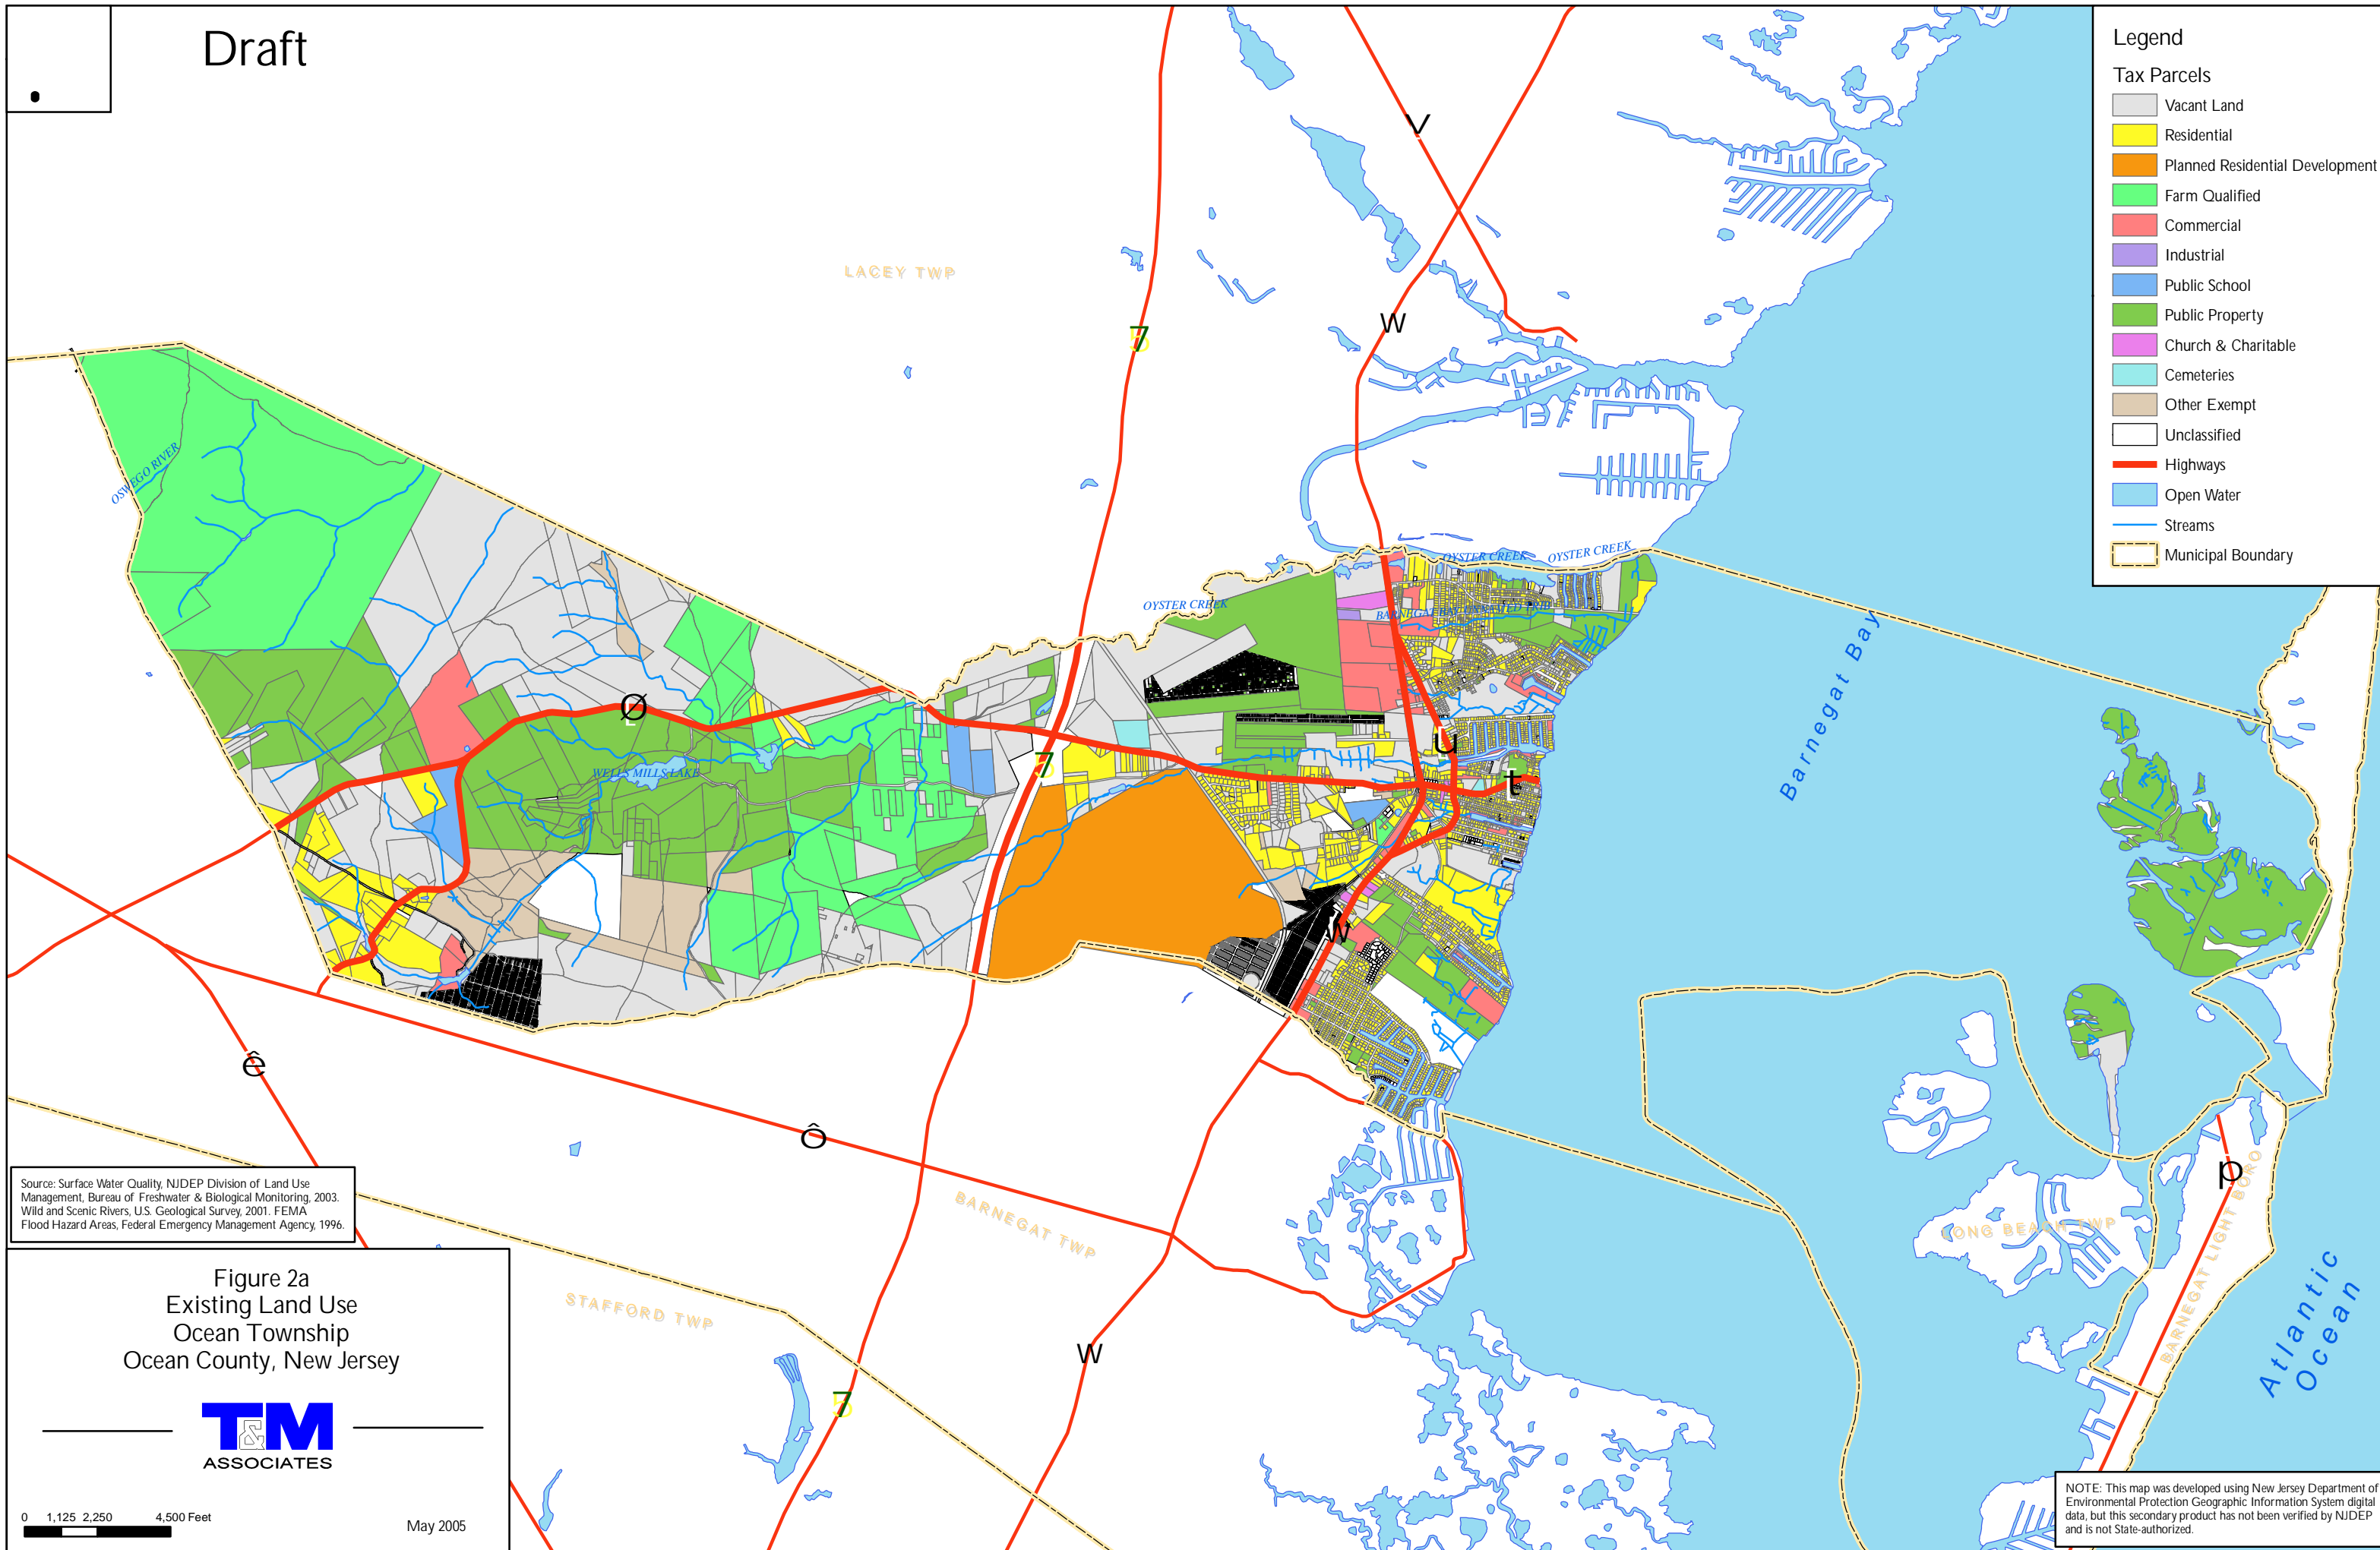 Draft
Legend
Tax Parcels
Vacant Land
Residential
Planned Residential Development
Farm Qualified
Commercial
Industrial
Public School
Public Property
Church & Charitable
Cemeteries
Other Exempt
Unclassified
Highways
Open Water
Streams
Municipal Boundary
V
LACEY TWP
W
7
OSWEGO RIVER
OYSTER CREEK
OYSTER CREEK
OYSTER CREEK
BARNEGAT BAY UNNAMED TRIB
Barnegat Bay
Ø
u
7
WELLS MILLS LAKE
t
W
ê
Ô
p
BARNEGAT TWP
LONG BEACH TWP
BARNEGAT LIGHT BORO
STAFFORD TWP
W
7
Atlantic
Ocean
Source: Surface Water Quality, NJDEP Division of Land Use
Management, Bureau of Freshwater & Biological Monitoring, 2003.
Wild and Scenic Rivers, U.S. Geological Survey, 2001. FEMA
Flood Hazard Areas, Federal Emergency Management Agency, 1996.
Figure 2a
Existing Land Use
Ocean Township
Ocean County, New Jersey
T&M
ASSOCIATES
0 1,125 2,250 4,500 Feet
May 2005
NOTE: This map was developed using New Jersey Department of
Environmental Protection Geographic Information System digital
data, but this secondary product has not been verified by NJDEP
and is not State-authorized.